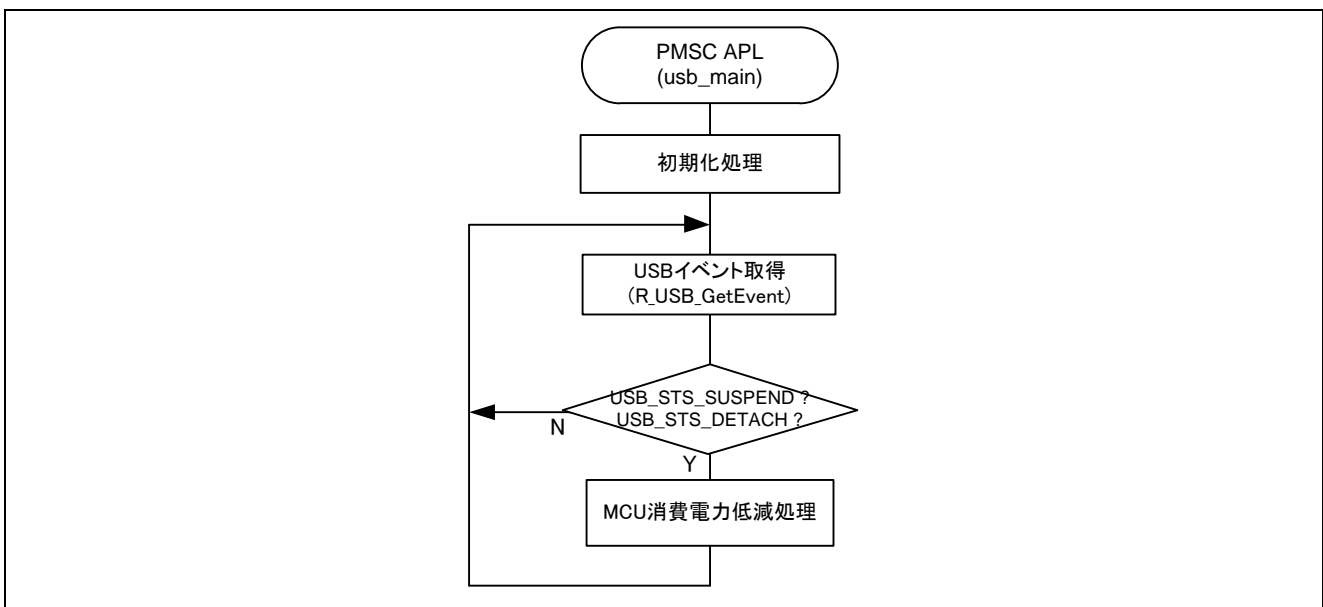 PMSC APL
(usb_main)
初期化処理
USBイベント取得
（R_USB_GetEvent）
USB_STS_SUSPEND ?
USB_STS_DETACH ?
N
Y
MCU消費電力低減処理